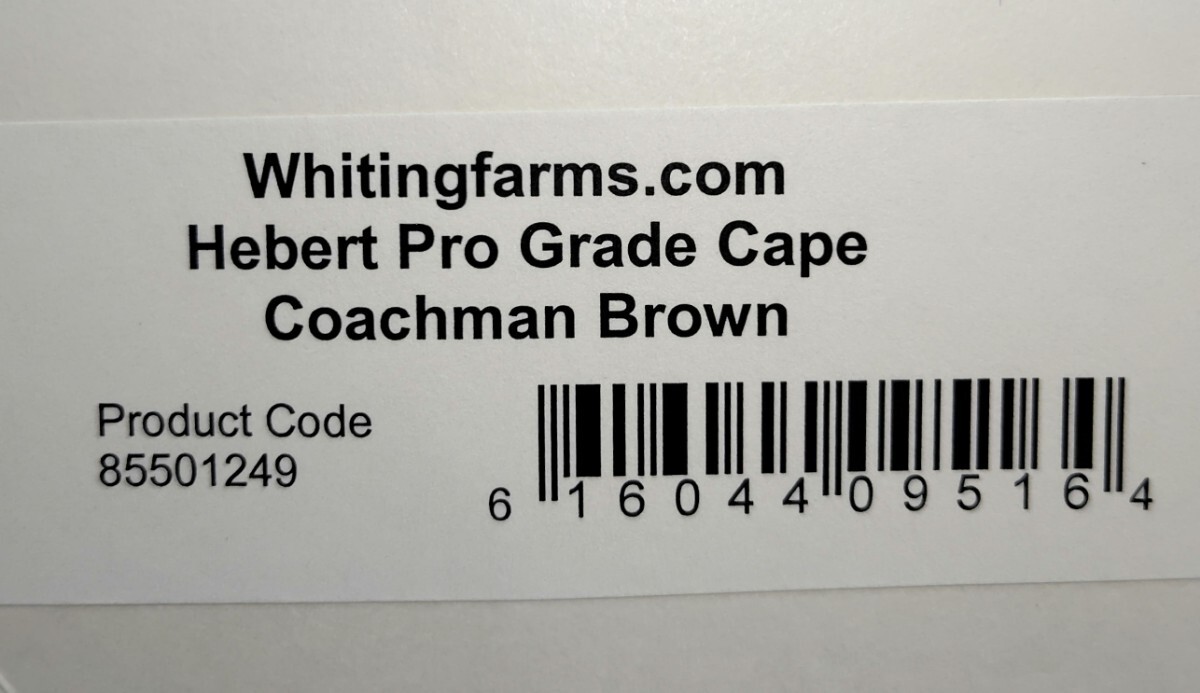 Whitingfarms.com
Hebert Pro Grade Cape
Coachman Brown
Product Code
85501249
6 16044 09516 4